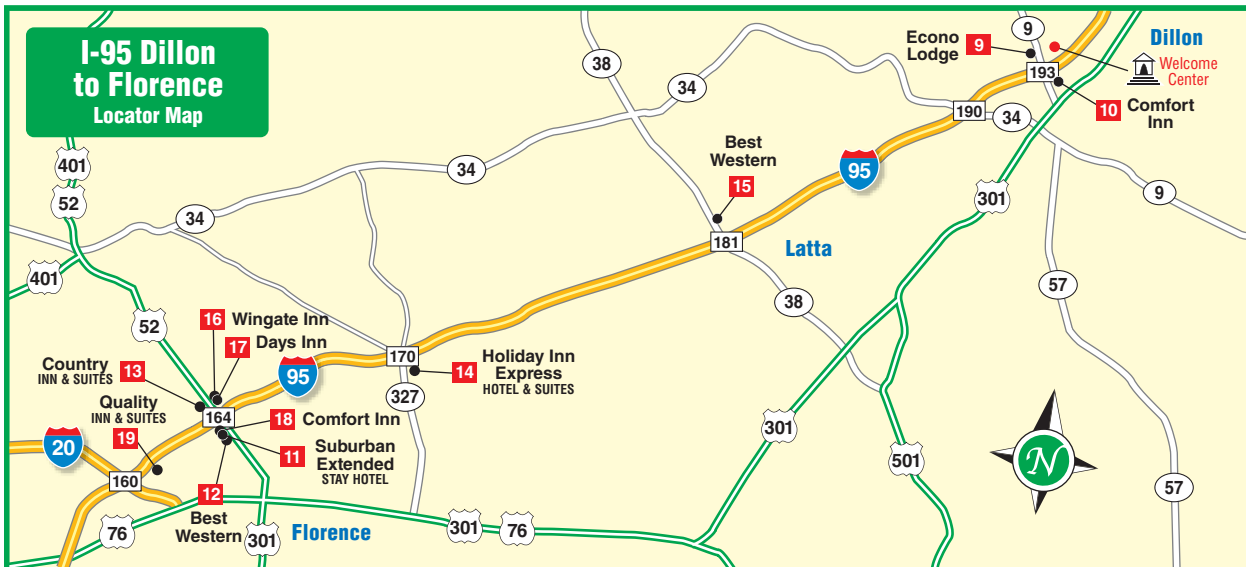 I-95 Dillon
to Florence
Locator Map
9
Econo
Lodge
9
Dillon
Welcome
Center
193
10
Comfort
Inn
38
34
190
34
Best
Western
15
95
401
52
34
34
301
9
181
Latta
401
57
38
52
16
Wingate Inn
17
Days Inn
170
Holiday Inn
Express
HOTEL & SUITES
14
Country
INN & SUITES
13
95
327
Quality
INN & SUITES
19
164
18
Comfort Inn
301
20
11
Suburban
Extended
STAY HOTEL
501
N
160
12
57
Best
Western
76
301
Florence
301
76